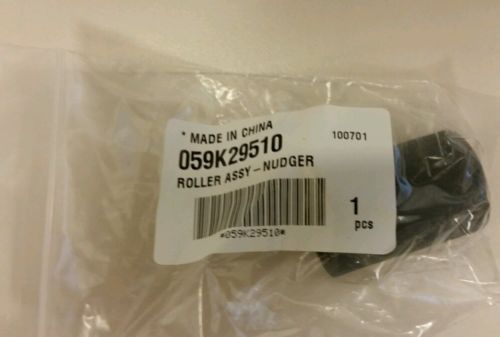 * MADE IN CHINA
100701
059K29510
ROLLER ASSY-NUDGER
1
pcs
*059K29510*